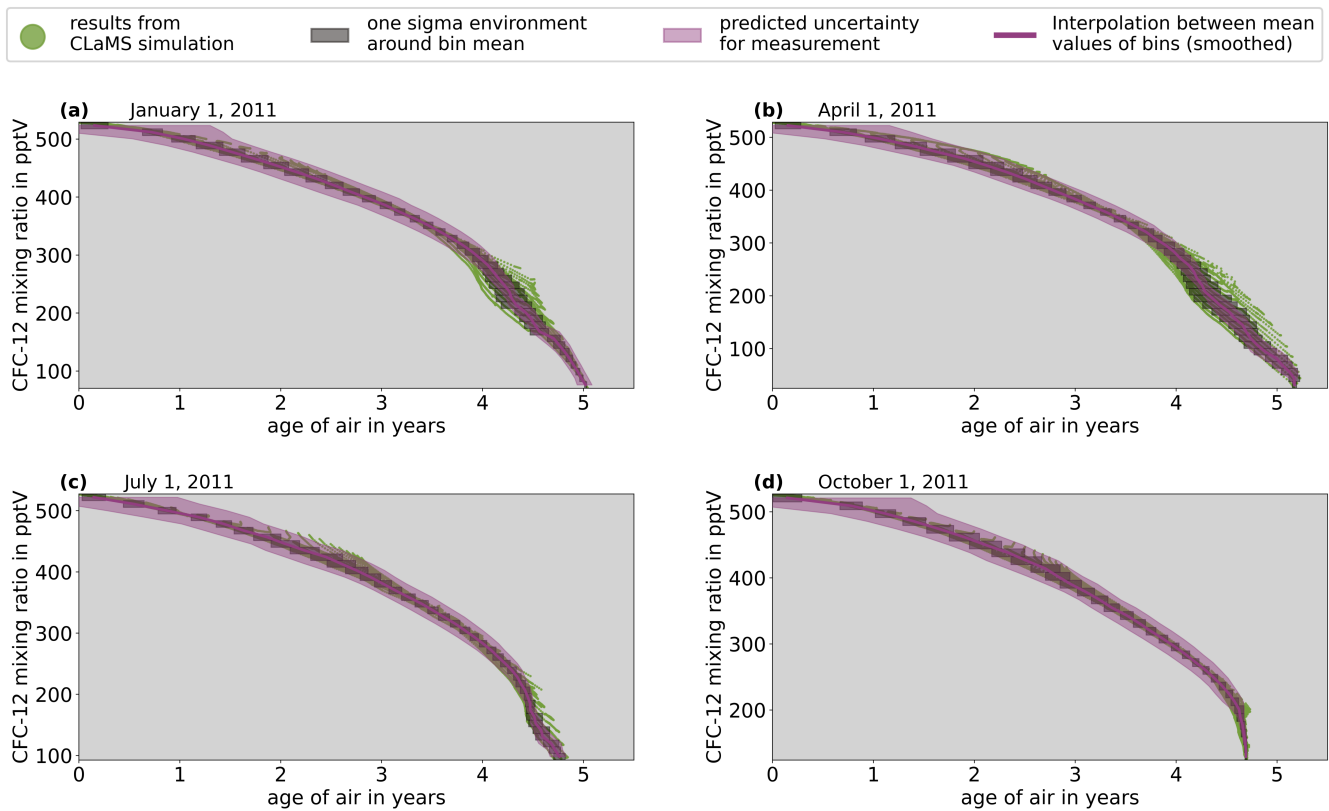 results from
CLaMS simulation
one sigma environment
around bin mean
predicted uncertainty
for measurement
Interpolation between mean
values of bins (smoothed)
(a) January 1, 2011
CFC-12 mixing ratio in pptV
500
400
300
200
100
0 1 2 3 4 5
age of air in years
(b) April 1, 2011
CFC-12 mixing ratio in pptV
500
400
300
200
100
0 1 2 3 4 5
age of air in years
(c) July 1, 2011
CFC-12 mixing ratio in pptV
500
400
300
200
100
0 1 2 3 4 5
age of air in years
(d) October 1, 2011
CFC-12 mixing ratio in pptV
500
400
300
200
0 1 2 3 4 5
age of air in years